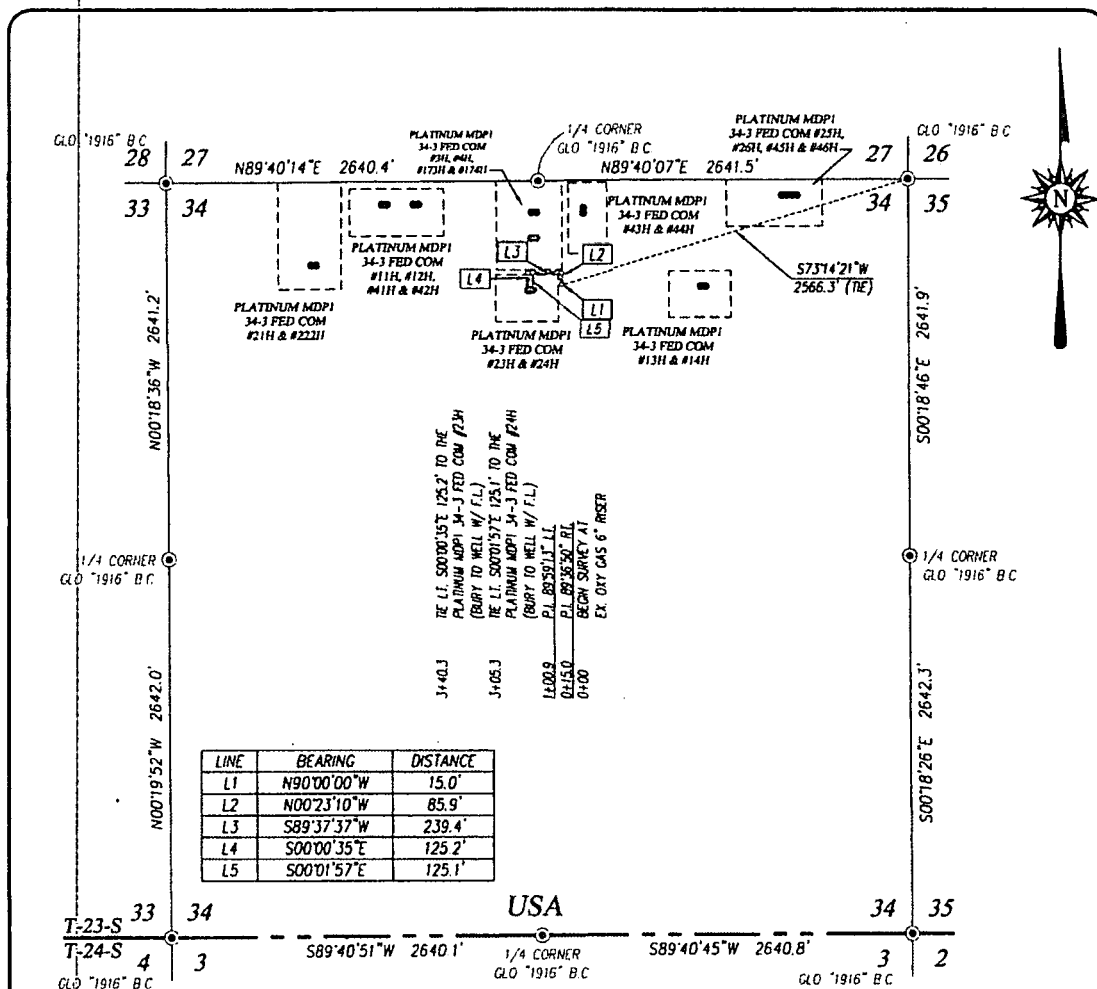 PLATINUM MDP1
34-3 FED COM
#3H, #4H,
#173H & #174H
1/4 CORNER
GLO "1916" B C
PLATINUM MDP1
34-3 FED COM #25H,
#26H, #45H & #46H
GLO "1916" B C
GLO "1916" B C
28 27
N89°40'14"E 2640.4'
N89°40'07"E 2641.5'
27 26
33 34
34 35
N
PLATINUM MDP1
34-3 FED COM
#43H & #44H
PLATINUM MDP1
34-3 FED COM
#11H, #12H,
#41H & #42H
L3
L2
L4
S73°14'21"W
2566.3' (TIE)
PLATINUM MDP1
34-3 FED COM
#21H & #222H
L1
L5
PLATINUM MDP1
34-3 FED COM
#23H & #24H
PLATINUM MDP1
34-3 FED COM
#13H & #14H
N00°18'36"W 2641.2'
S00°18'46"E 2641.9'
3+40.3 TIE LT. S00°00'35"E 125.2' TO THE
PLATINUM MDP1 34-3 FED COM #23H
(BURY TO WELL W/ F.L.)
3+05.3 TIE LT. S00°01'57"E 125.1' TO THE
PLATINUM MDP1 34-3 FED COM #24H
(BURY TO WELL W/ F.L.)
1+00.9 P.I. 89°59'13" LT.
0+15.0 P.I. 89°36'50" RT.
0+00 BEGIN SURVEY AT
EX. OXY GAS 6" RISER
1/4 CORNER
GLO "1916" B C
1/4 CORNER
GLO "1916" B C
N00°19'52"W 2642.0'
S00°18'26"E 2642.3'
LINE BEARING DISTANCE
L1 N90°00'00"W 15.0'
L2 N00°23'10"W 85.9'
L3 S89°37'37"W 239.4'
L4 S00°00'35"E 125.2'
L5 S00°01'57"E 125.1'
USA
T-23-S 33 34
34 35
T-24-S
4 3
S89°40'51"W 2640.1'
1/4 CORNER
GLO "1916" B C
S89°40'45"W 2640.8'
3 2
GLO "1916" B C
GLO "1916" B C